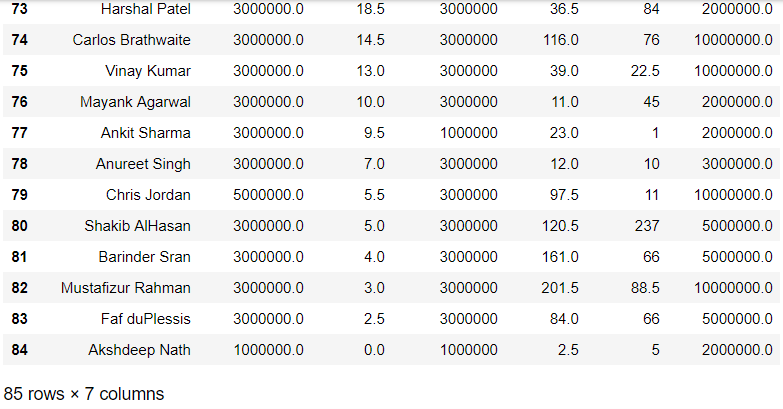 73 Harshal Patel 3000000.0 18.5 3000000 36.5 84 2000000.0
74 Carlos Brathwaite 3000000.0 14.5 3000000 116.0 76 10000000.0
75 Vinay Kumar 3000000.0 13.0 3000000 39.0 22.5 10000000.0
76 Mayank Agarwal 3000000.0 10.0 3000000 11.0 45 2000000.0
77 Ankit Sharma 3000000.0 9.5 1000000 23.0 1 2000000.0
78 Anureet Singh 3000000.0 7.0 3000000 12.0 10 3000000.0
79 Chris Jordan 5000000.0 5.5 3000000 97.5 11 10000000.0
80 Shakib AlHasan 3000000.0 5.0 3000000 120.5 237 5000000.0
81 Barinder Sran 3000000.0 4.0 3000000 161.0 66 5000000.0
82 Mustafizur Rahman 3000000.0 3.0 3000000 201.5 88.5 10000000.0
83 Faf duPlessis 3000000.0 2.5 3000000 84.0 66 5000000.0
84 Akshdeep Nath 1000000.0 0.0 1000000 2.5 5 2000000.0
85 rows × 7 columns